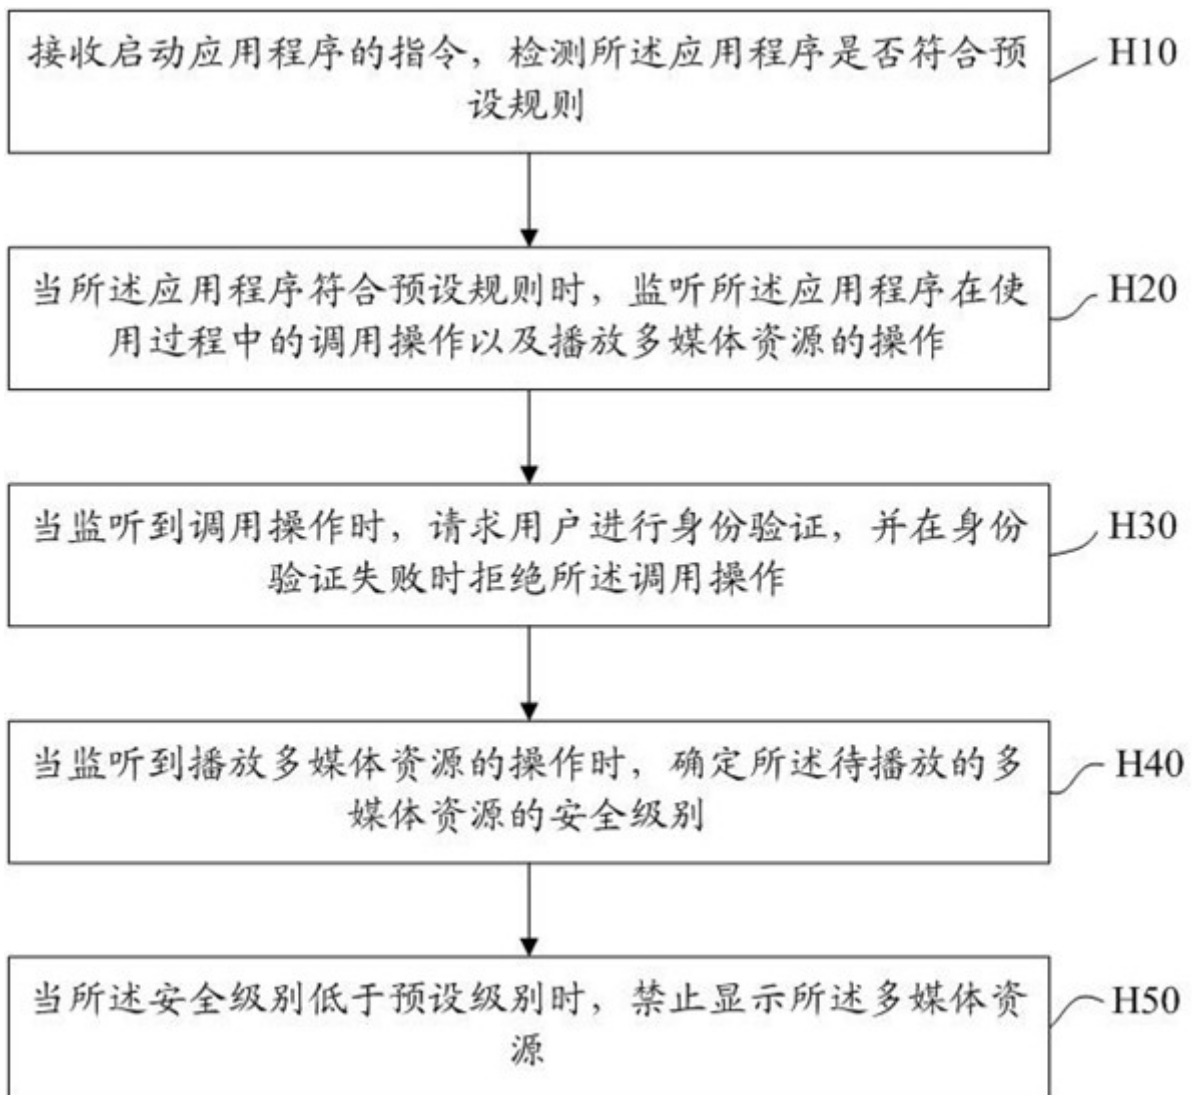 接收启动应用程序的指令，检测所述应用程序是否符合预
设规则
H10
当所述应用程序符合预设规则时，监听所述应用程序在使
用过程中的调用操作以及播放多媒体资源的操作
H20
当监听到调用操作时，请求用户进行身份验证，并在身份
验证失败时拒绝所述调用操作
H30
当监听到播放多媒体资源的操作时，确定所述待播放的多
媒体资源的安全级别
H40
当所述安全级别低于预设级别时，禁止显示所述多媒体资
源
H50